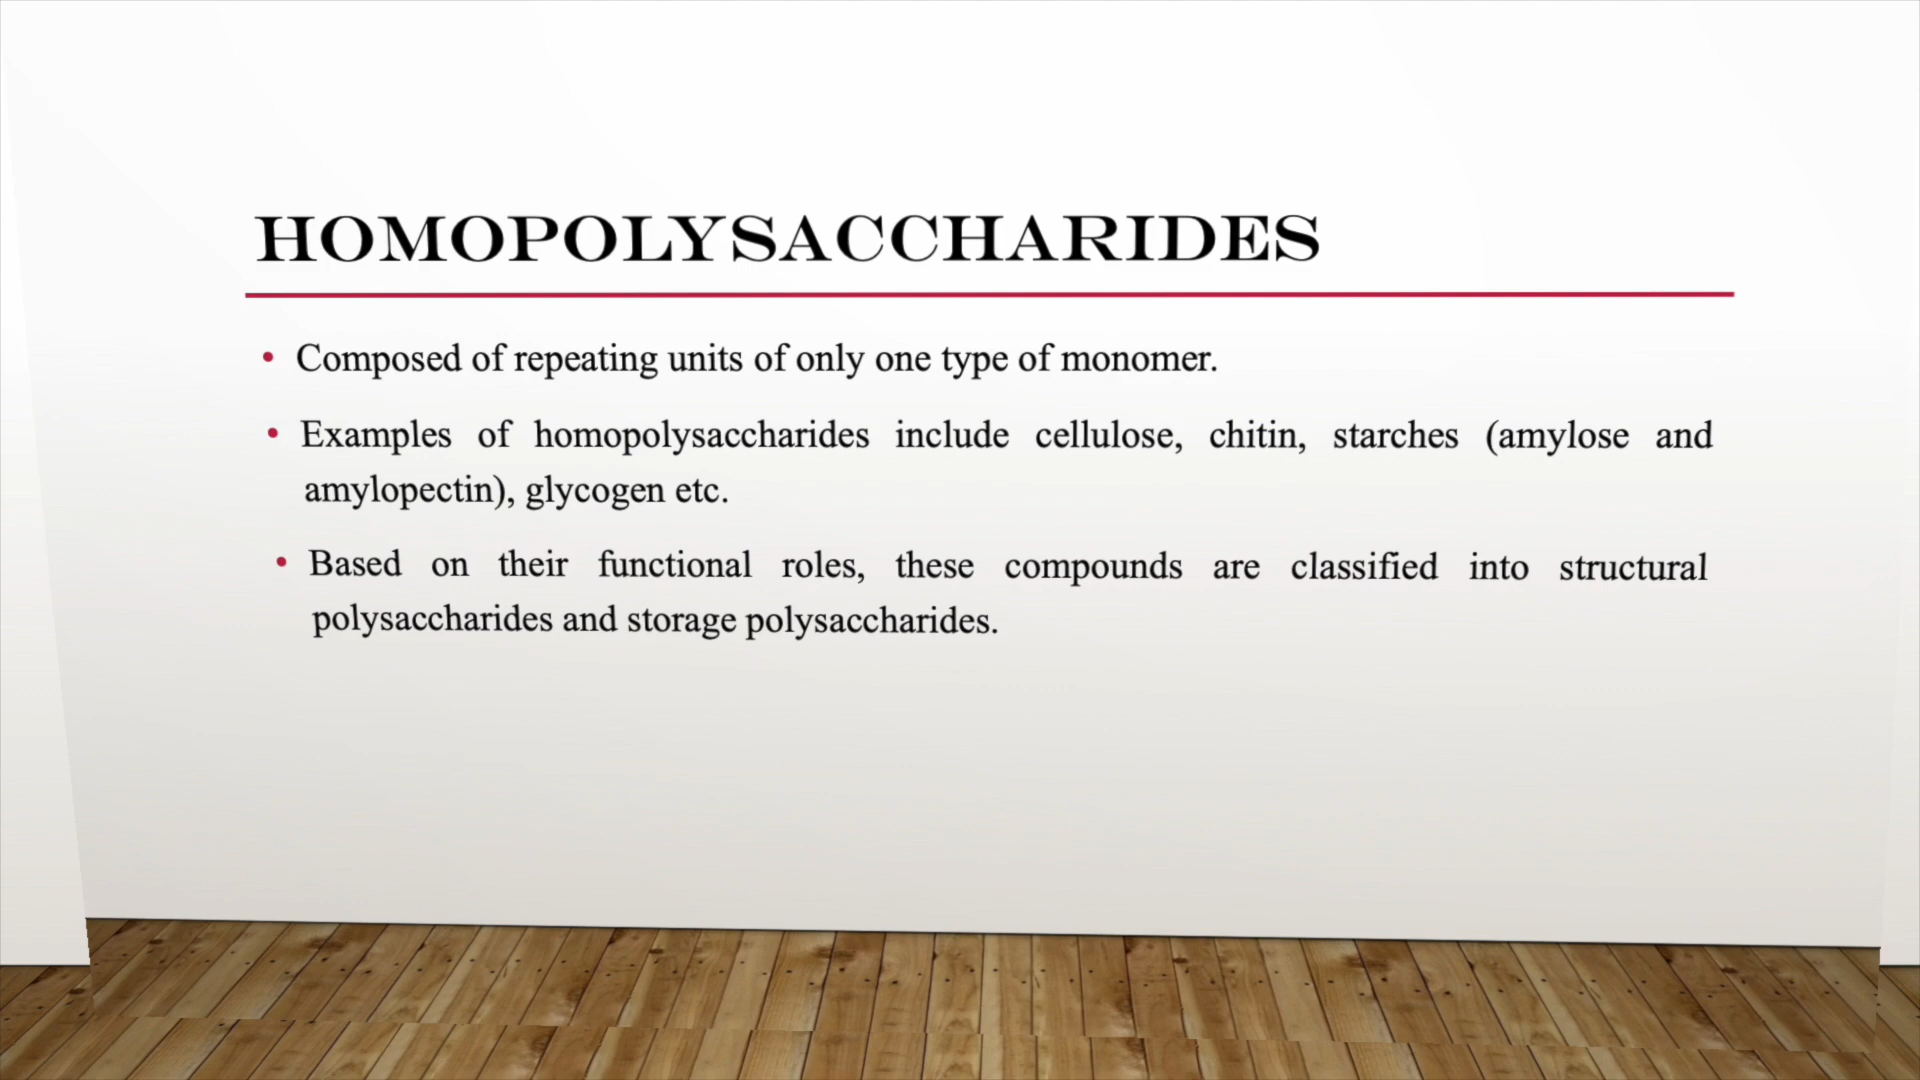 HOMOPOLYSACCHARIDES
• Composed of repeating units of only one type of monomer.
• Examples of homopolysaccharides include cellulose, chitin, starches (amylose and
amylopectin), glycogen etc.
• Based on their functional roles, these compounds are classified into structural
polysaccharides and storage polysaccharides.